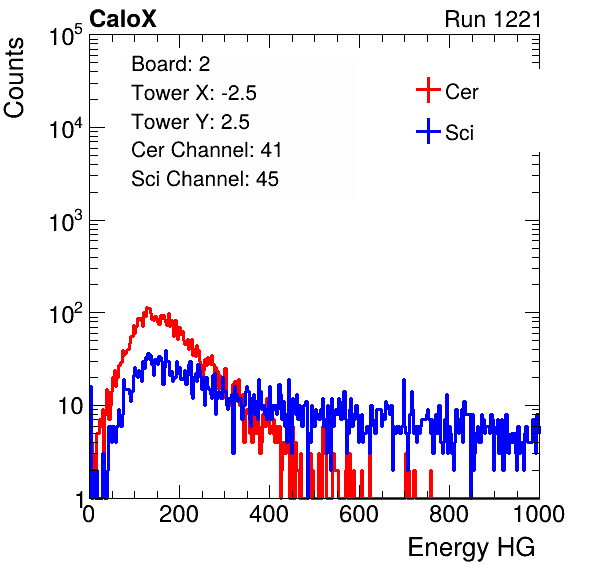 CaloX Run 1221
Counts
10^5
10^4
10^3
10^2
10
1
Board: 2
Tower X: -2.5
Tower Y: 2.5
Cer Channel: 41
Sci Channel: 45
Cer
Sci
0 200 400 600 800 1000
Energy HG